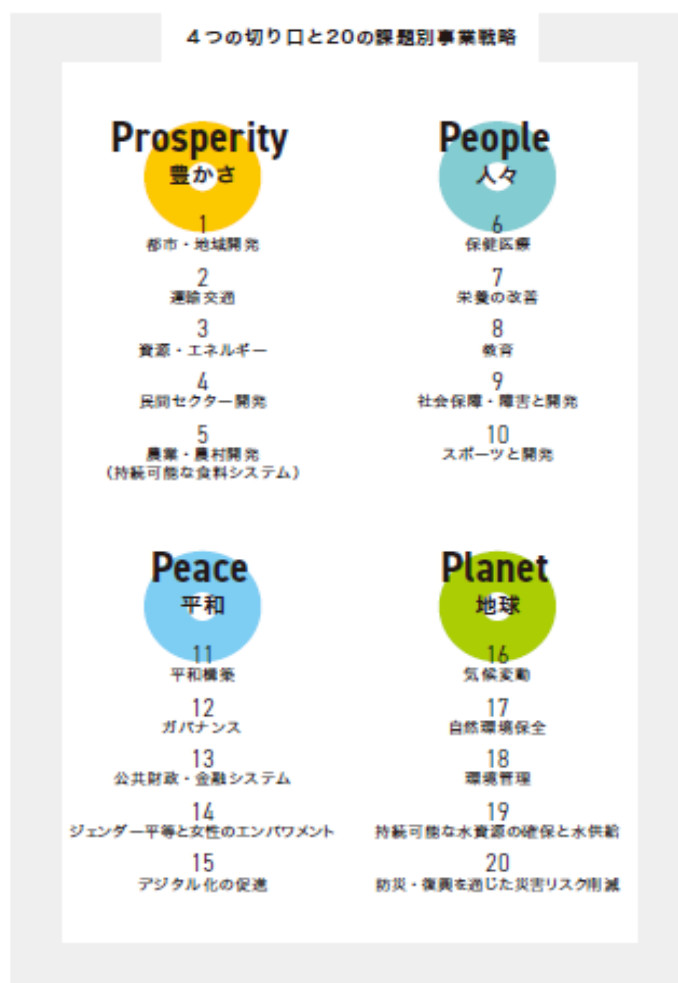 4つの切り口と20の課題別事業戦略
Prosperity
豊かさ
1
都市・地域開発
2
運輸交通
3
資源・エネルギー
4
民間セクター開発
5
農業・農村開発
(持続可能な食料システム)
People
人々
6
保健医療
7
栄養の改善
8
教育
9
社会保障・障害と開発
10
スポーツと開発
Peace
平和
11
平和構築
12
ガバナンス
13
公共財政・金融システム
14
ジェンダー平等と女性のエンパワメント
15
デジタル化の促進
Planet
地球
16
気候変動
17
自然環境保全
18
環境管理
19
持続可能な水資源の確保と水供給
20
防災・復興を通じた災害リスク削減